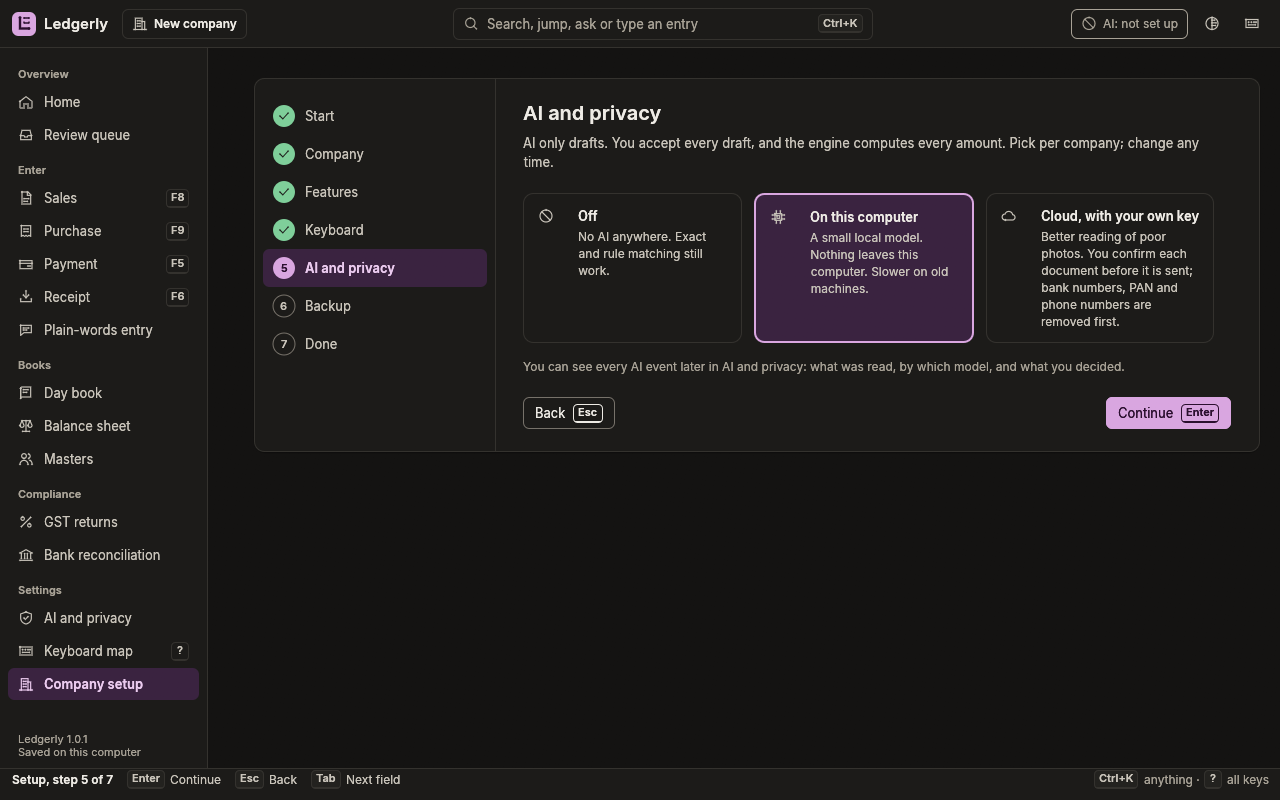 Ledgerly
New company
Search, jump, ask or type an entry
Ctrl+K
AI: not set up
Overview
Home
Review queue
Enter
Sales F8
Purchase F9
Payment F5
Receipt F6
Plain-words entry
Books
Day book
Balance sheet
Masters
Compliance
GST returns
Bank reconciliation
Settings
AI and privacy
Keyboard map ?
Company setup
Ledgerly 1.0.1
Saved on this computer
Start
Company
Features
Keyboard
5 AI and privacy
6 Backup
7 Done
AI and privacy
AI only drafts. You accept every draft, and the engine computes every amount. Pick per company; change any
time.
Off
No AI anywhere. Exact
and rule matching still
work.
On this computer
A small local model.
Nothing leaves this
computer. Slower on old
machines.
Cloud, with your own key
Better reading of poor
photos. You confirm each
document before it is sent;
bank numbers, PAN and
phone numbers are
removed first.
You can see every AI event later in AI and privacy: what was read, by which model, and what you decided.
Back Esc
Continue Enter
Setup, step 5 of 7 Enter Continue Esc Back Tab Next field
Ctrl+K anything · ? all keys